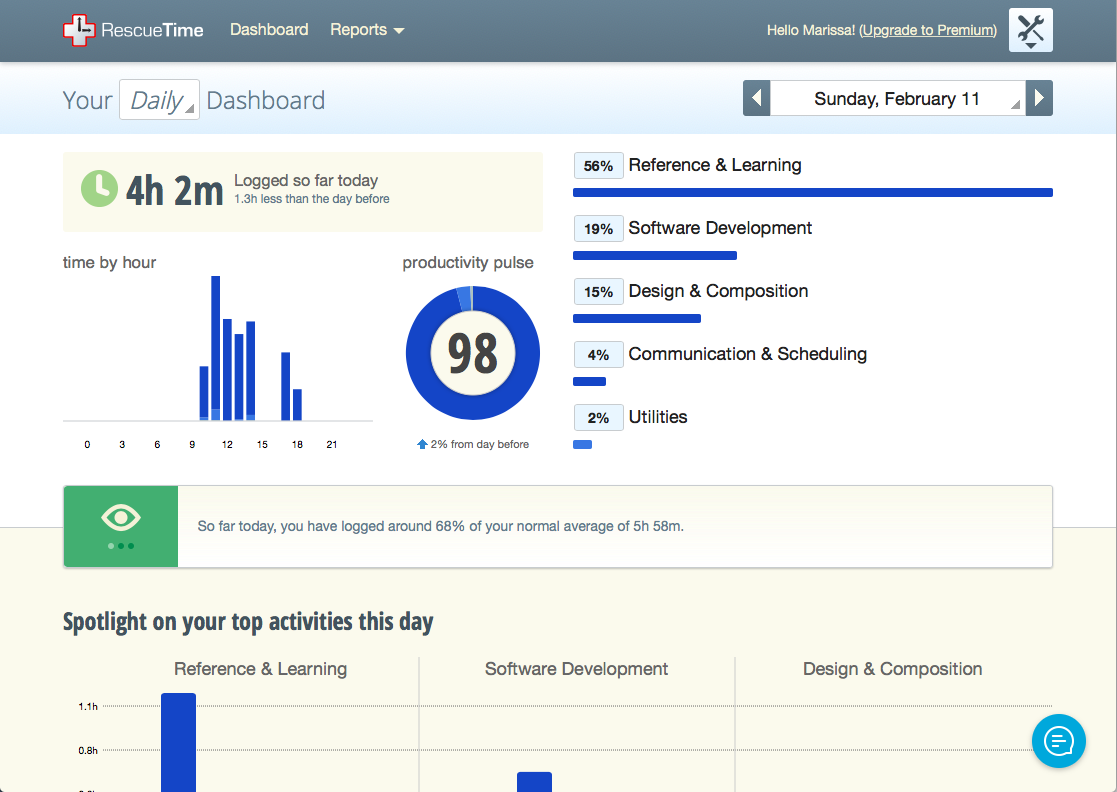 RescueTime Dashboard Reports Hello Marissa! (Upgrade to Premium)
Your Daily Dashboard Sunday, February 11
4h 2m Logged so far today
1.3h less than the day before
time by hour
0 3 6 9 12 15 18 21
productivity pulse
98
2% from day before
56% Reference & Learning
19% Software Development
15% Design & Composition
4% Communication & Scheduling
2% Utilities
So far today, you have logged around 68% of your normal average of 5h 58m.
Spotlight on your top activities this day
Reference & Learning Software Development Design & Composition
1.1h
0.8h